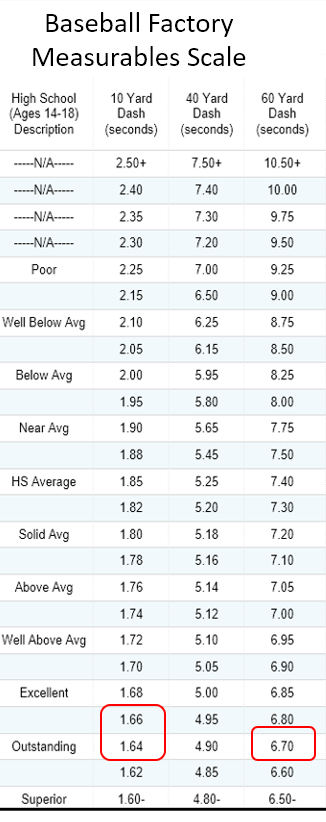 Baseball Factory
Measurables Scale
High School 10 Yard 40 Yard 60 Yard
(Ages 14-18) Dash Dash Dash
Description (seconds) (seconds) (seconds)
-----N/A----- 2.50+ 7.50+ 10.50+
-----N/A----- 2.40 7.40 10.00
-----N/A----- 2.35 7.30 9.75
-----N/A----- 2.30 7.20 9.50
Poor 2.25 7.00 9.25
2.15 6.50 9.00
Well Below Avg 2.10 6.25 8.75
2.05 6.15 8.50
Below Avg 2.00 5.95 8.25
1.95 5.80 8.00
Near Avg 1.90 5.65 7.75
1.88 5.45 7.50
HS Average 1.85 5.25 7.40
1.82 5.20 7.30
Solid Avg 1.80 5.18 7.20
1.78 5.16 7.10
Above Avg 1.76 5.14 7.05
1.74 5.12 7.00
Well Above Avg 1.72 5.10 6.95
1.70 5.05 6.90
Excellent 1.68 5.00 6.85
1.66 4.95 6.80
Outstanding 1.64 4.90 6.70
1.62 4.85 6.60
Superior 1.60- 4.80- 6.50-